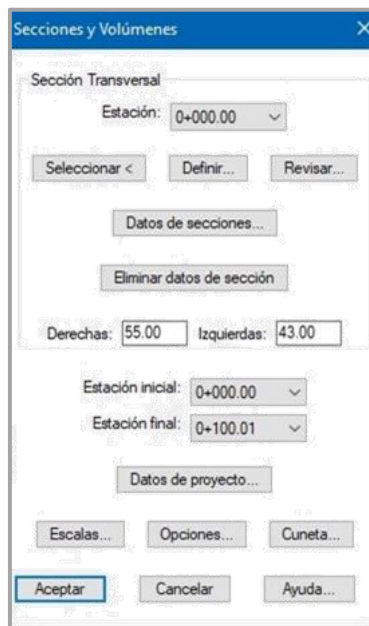 Secciones y Volúmenes
Sección Transversal
Estación: 0+000.00
Seleccionar < Definir... Revisar...
Datos de secciones...
Eliminar datos de sección
Derechas: 55.00 Izquierdas: 43.00
Estación inicial: 0+000.00
Estación final: 0+100.01
Datos de proyecto...
Escalas... Opciones... Cuneta...
Aceptar Cancelar Ayuda...